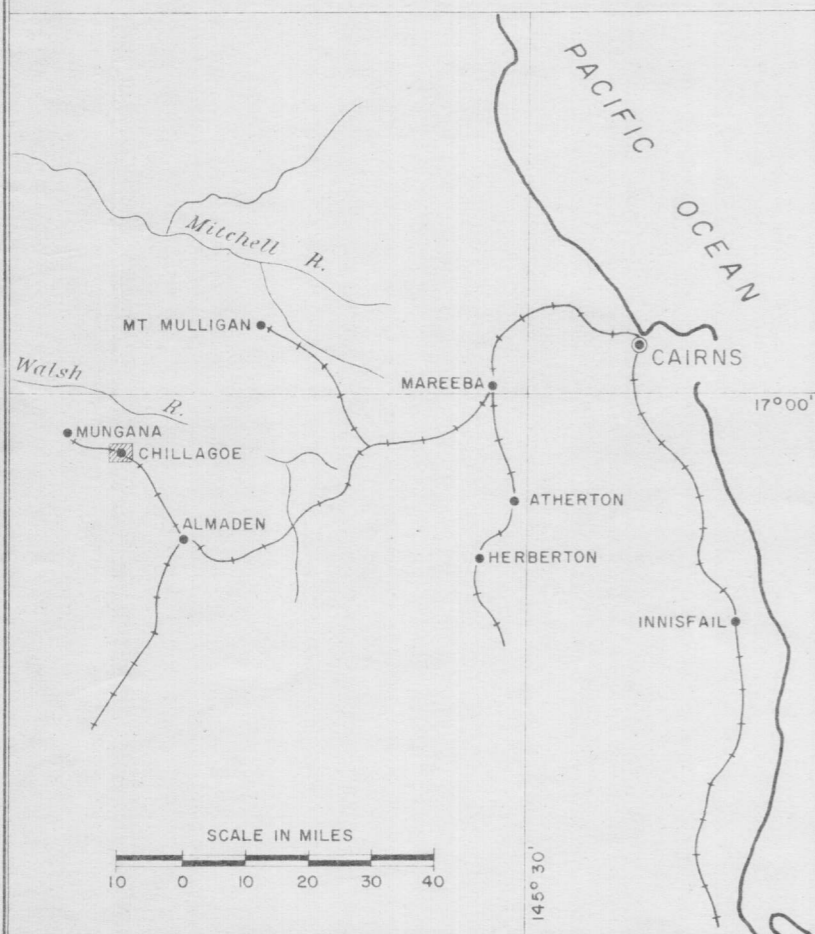 PACIFIC OCEAN
Mitchell R.
MT MULLIGAN
CAIRNS
Walsh R.
MAREEBA
17°00'
MUNGANA
CHILLAGOE
ATHERTON
ALMADEN
HERBERTON
INNISFAIL
SCALE IN MILES
10 0 10 20 30 40
145° 30'